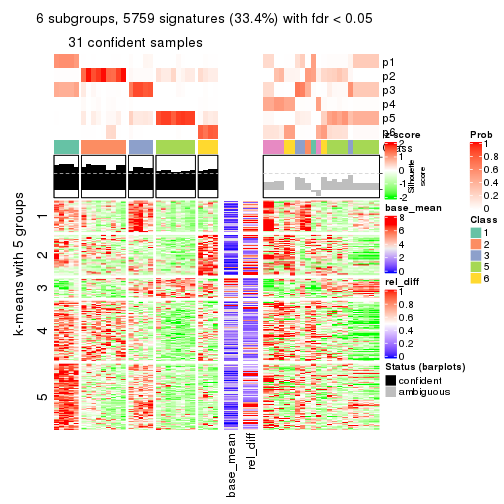 6 subgroups, 5759 signatures (33.4%) with fdr < 0.05
31 confident samples
p1
p2
p3
p4
p5
p6
Class
Silhouette
score
k-means with 5 groups
1
2
3
4
5
base_mean
rel_diff
z-score
2
1
0
-1
-2
base_mean
8
6
4
2
0
rel_diff
1
0.8
0.6
0.4
0.2
0
Status (barplots)
confident
ambiguous
Prob
1
0.8
0.6
0.4
0.2
0
Class
1
2
3
5
6